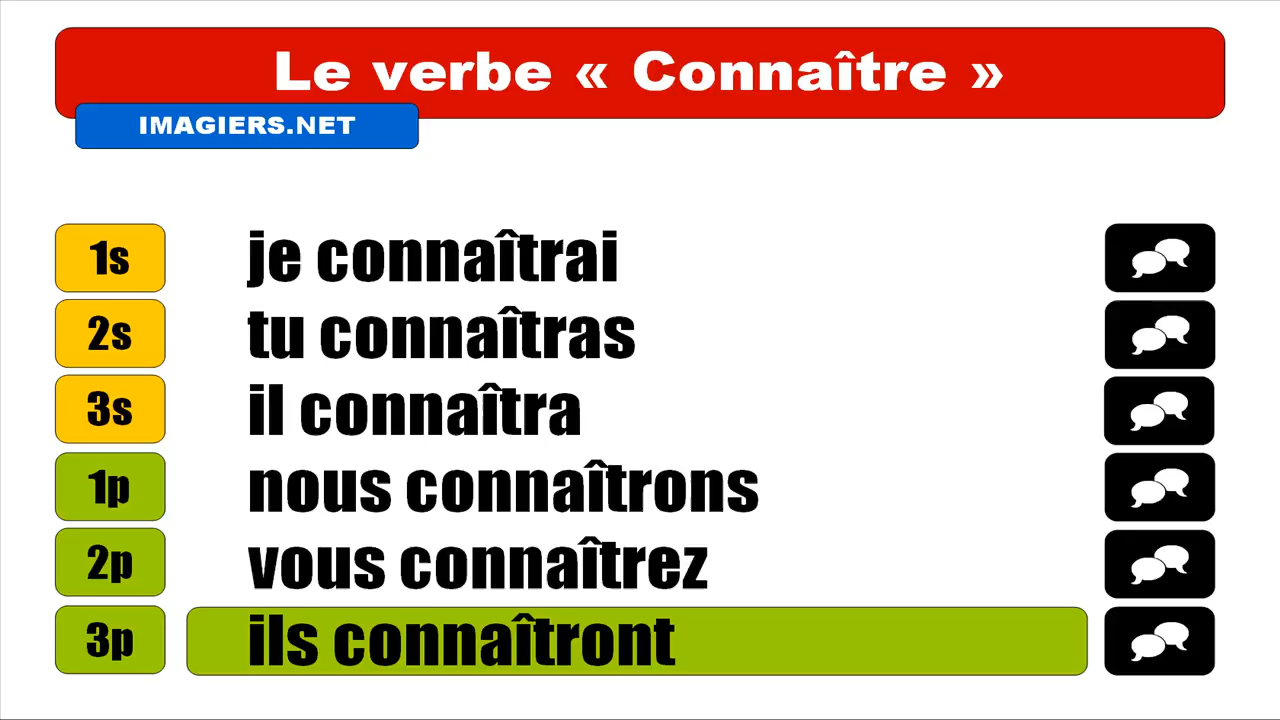 Le verbe « Connaître »
IMAGIERS.NET
1s je connaîtrai
2s tu connaîtras
3s il connaîtra
1p nous connaîtrons
2p vous connaîtrez
3p ils connaîtront